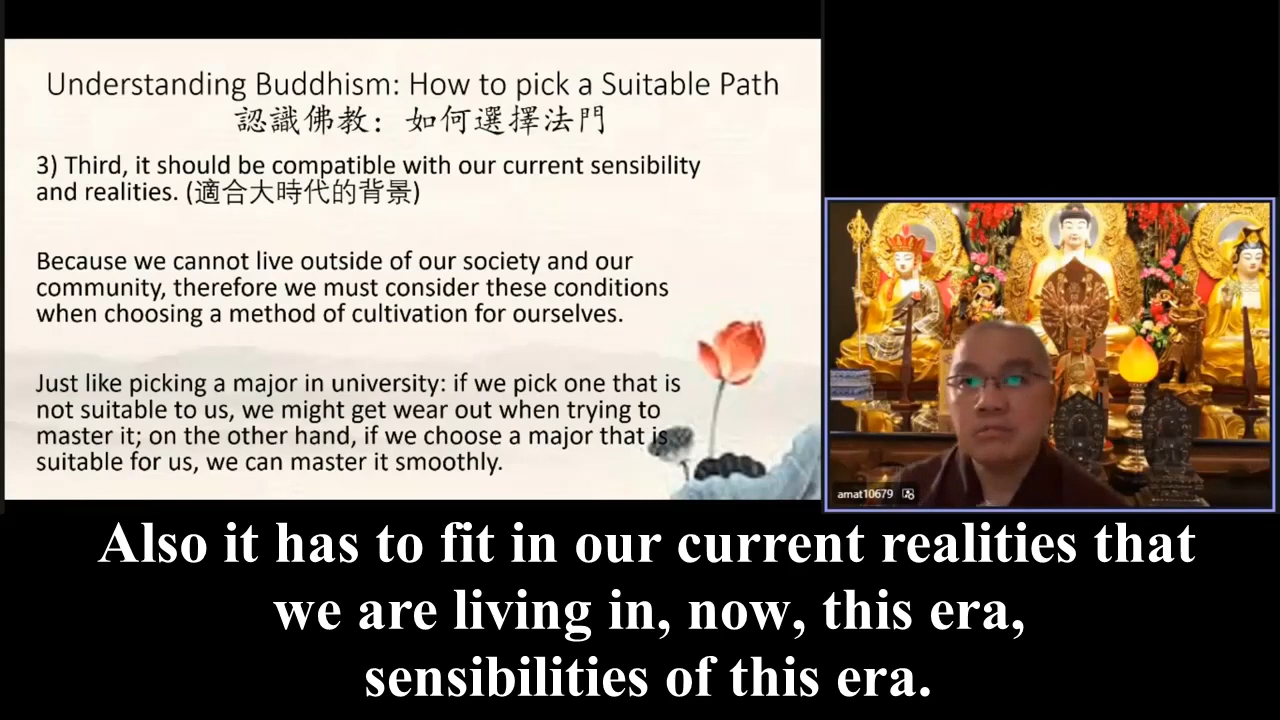 Understanding Buddhism: How to pick a Suitable Path
認識佛教：如何選擇法門
3) Third, it should be compatible with our current sensibility
and realities. (適合大時代的背景)
Because we cannot live outside of our society and our
community, therefore we must consider these conditions
when choosing a method of cultivation for ourselves.
Just like picking a major in university: if we pick one that is
not suitable to us, we might get wear out when trying to
master it; on the other hand, if we choose a major that is
suitable for us, we can master it smoothly.
amat10679
Also it has to fit in our current realities that
we are living in, now, this era,
sensibilities of this era.